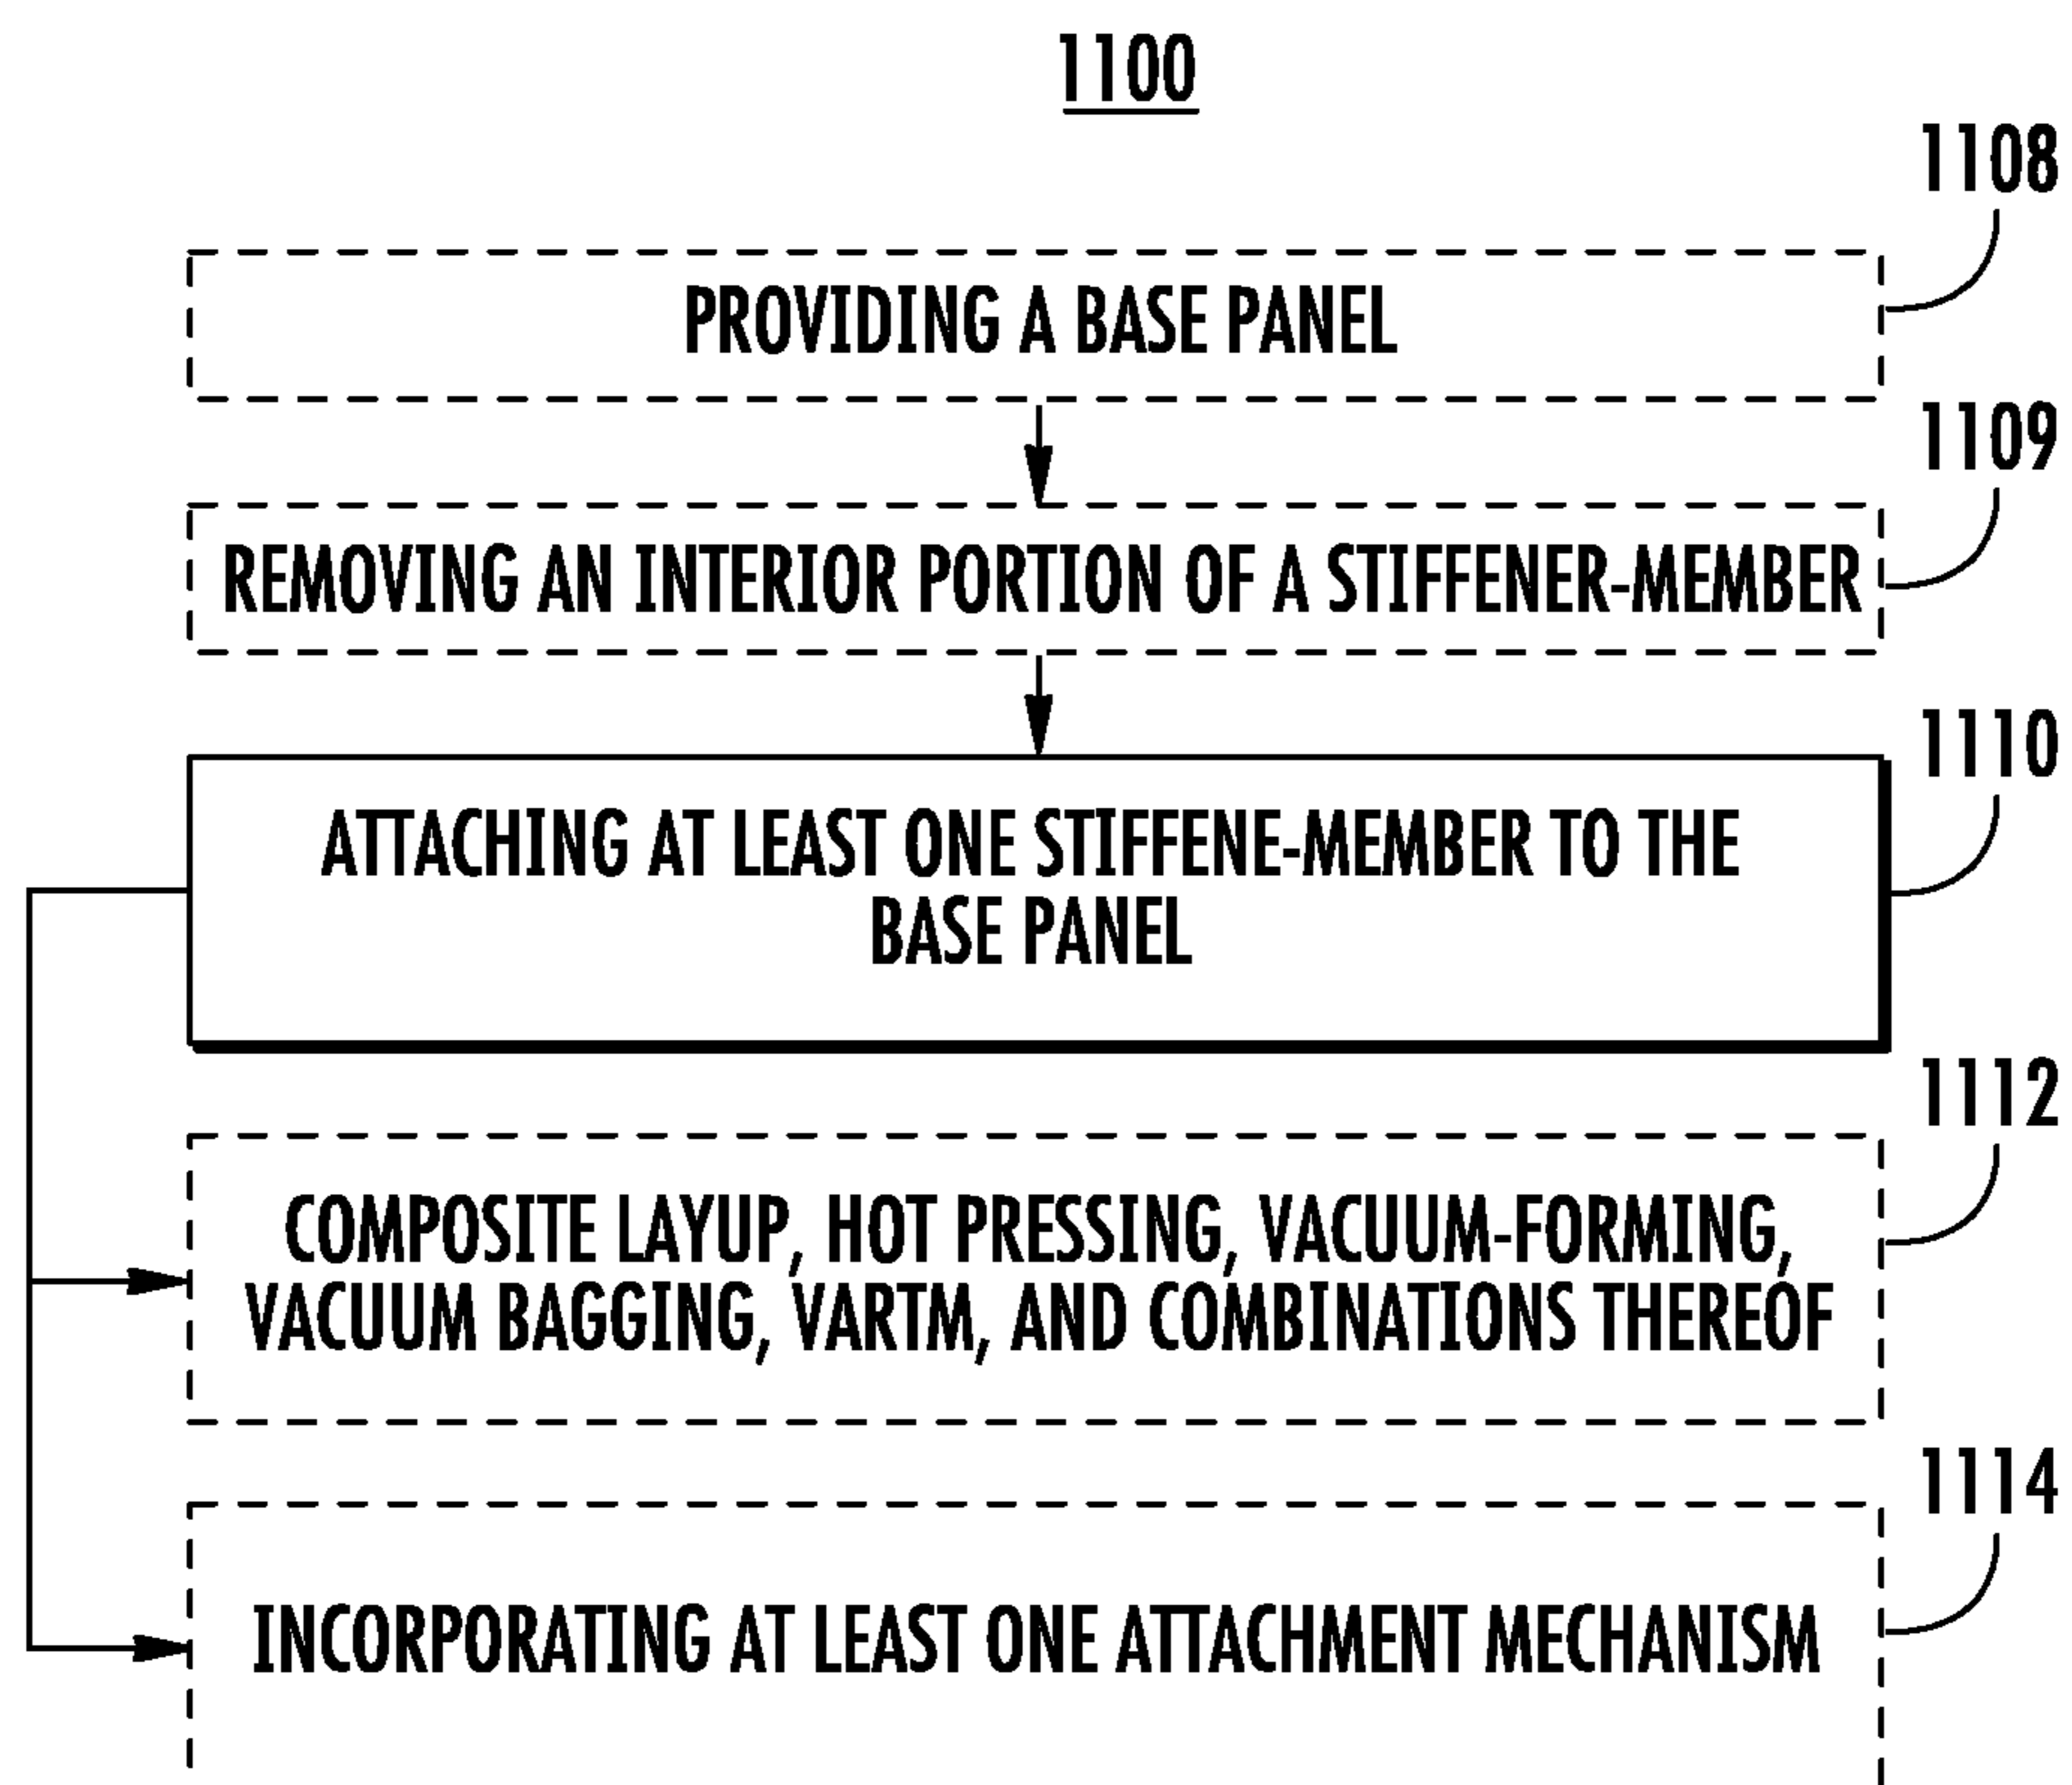 1100
1108
PROVIDING A BASE PANEL
1109
REMOVING AN INTERIOR PORTION OF A STIFFENER-MEMBER
1110
ATTACHING AT LEAST ONE STIFFENE-MEMBER TO THE
BASE PANEL
1112
COMPOSITE LAYUP, HOT PRESSING, VACUUM-FORMING,
VACUUM BAGGING, VARTM, AND COMBINATIONS THEREOF
1114
INCORPORATING AT LEAST ONE ATTACHMENT MECHANISM